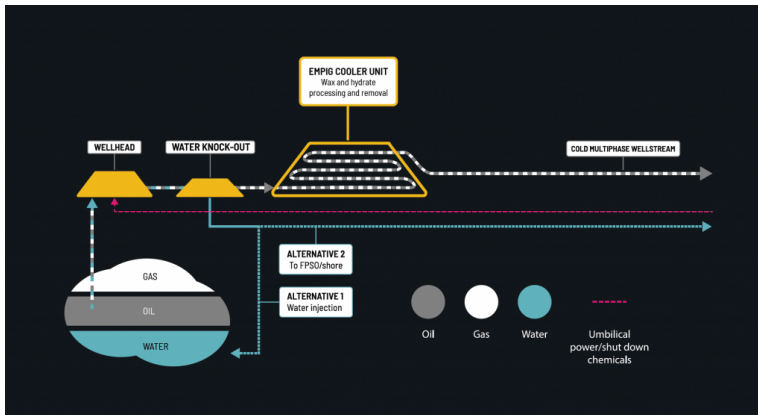 EMPIG COOLER UNIT
Wax and hydrate
processing and removal
WELLHEAD
WATER KNOCK-OUT
COLD MULTIPHASE WELLSTREAM
ALTERNATIVE 2
To FPSO/shore
GAS
ALTERNATIVE 1
Water injection
OIL
WATER
Oil
Gas
Water
Umbilical
power/shut down
chemicals